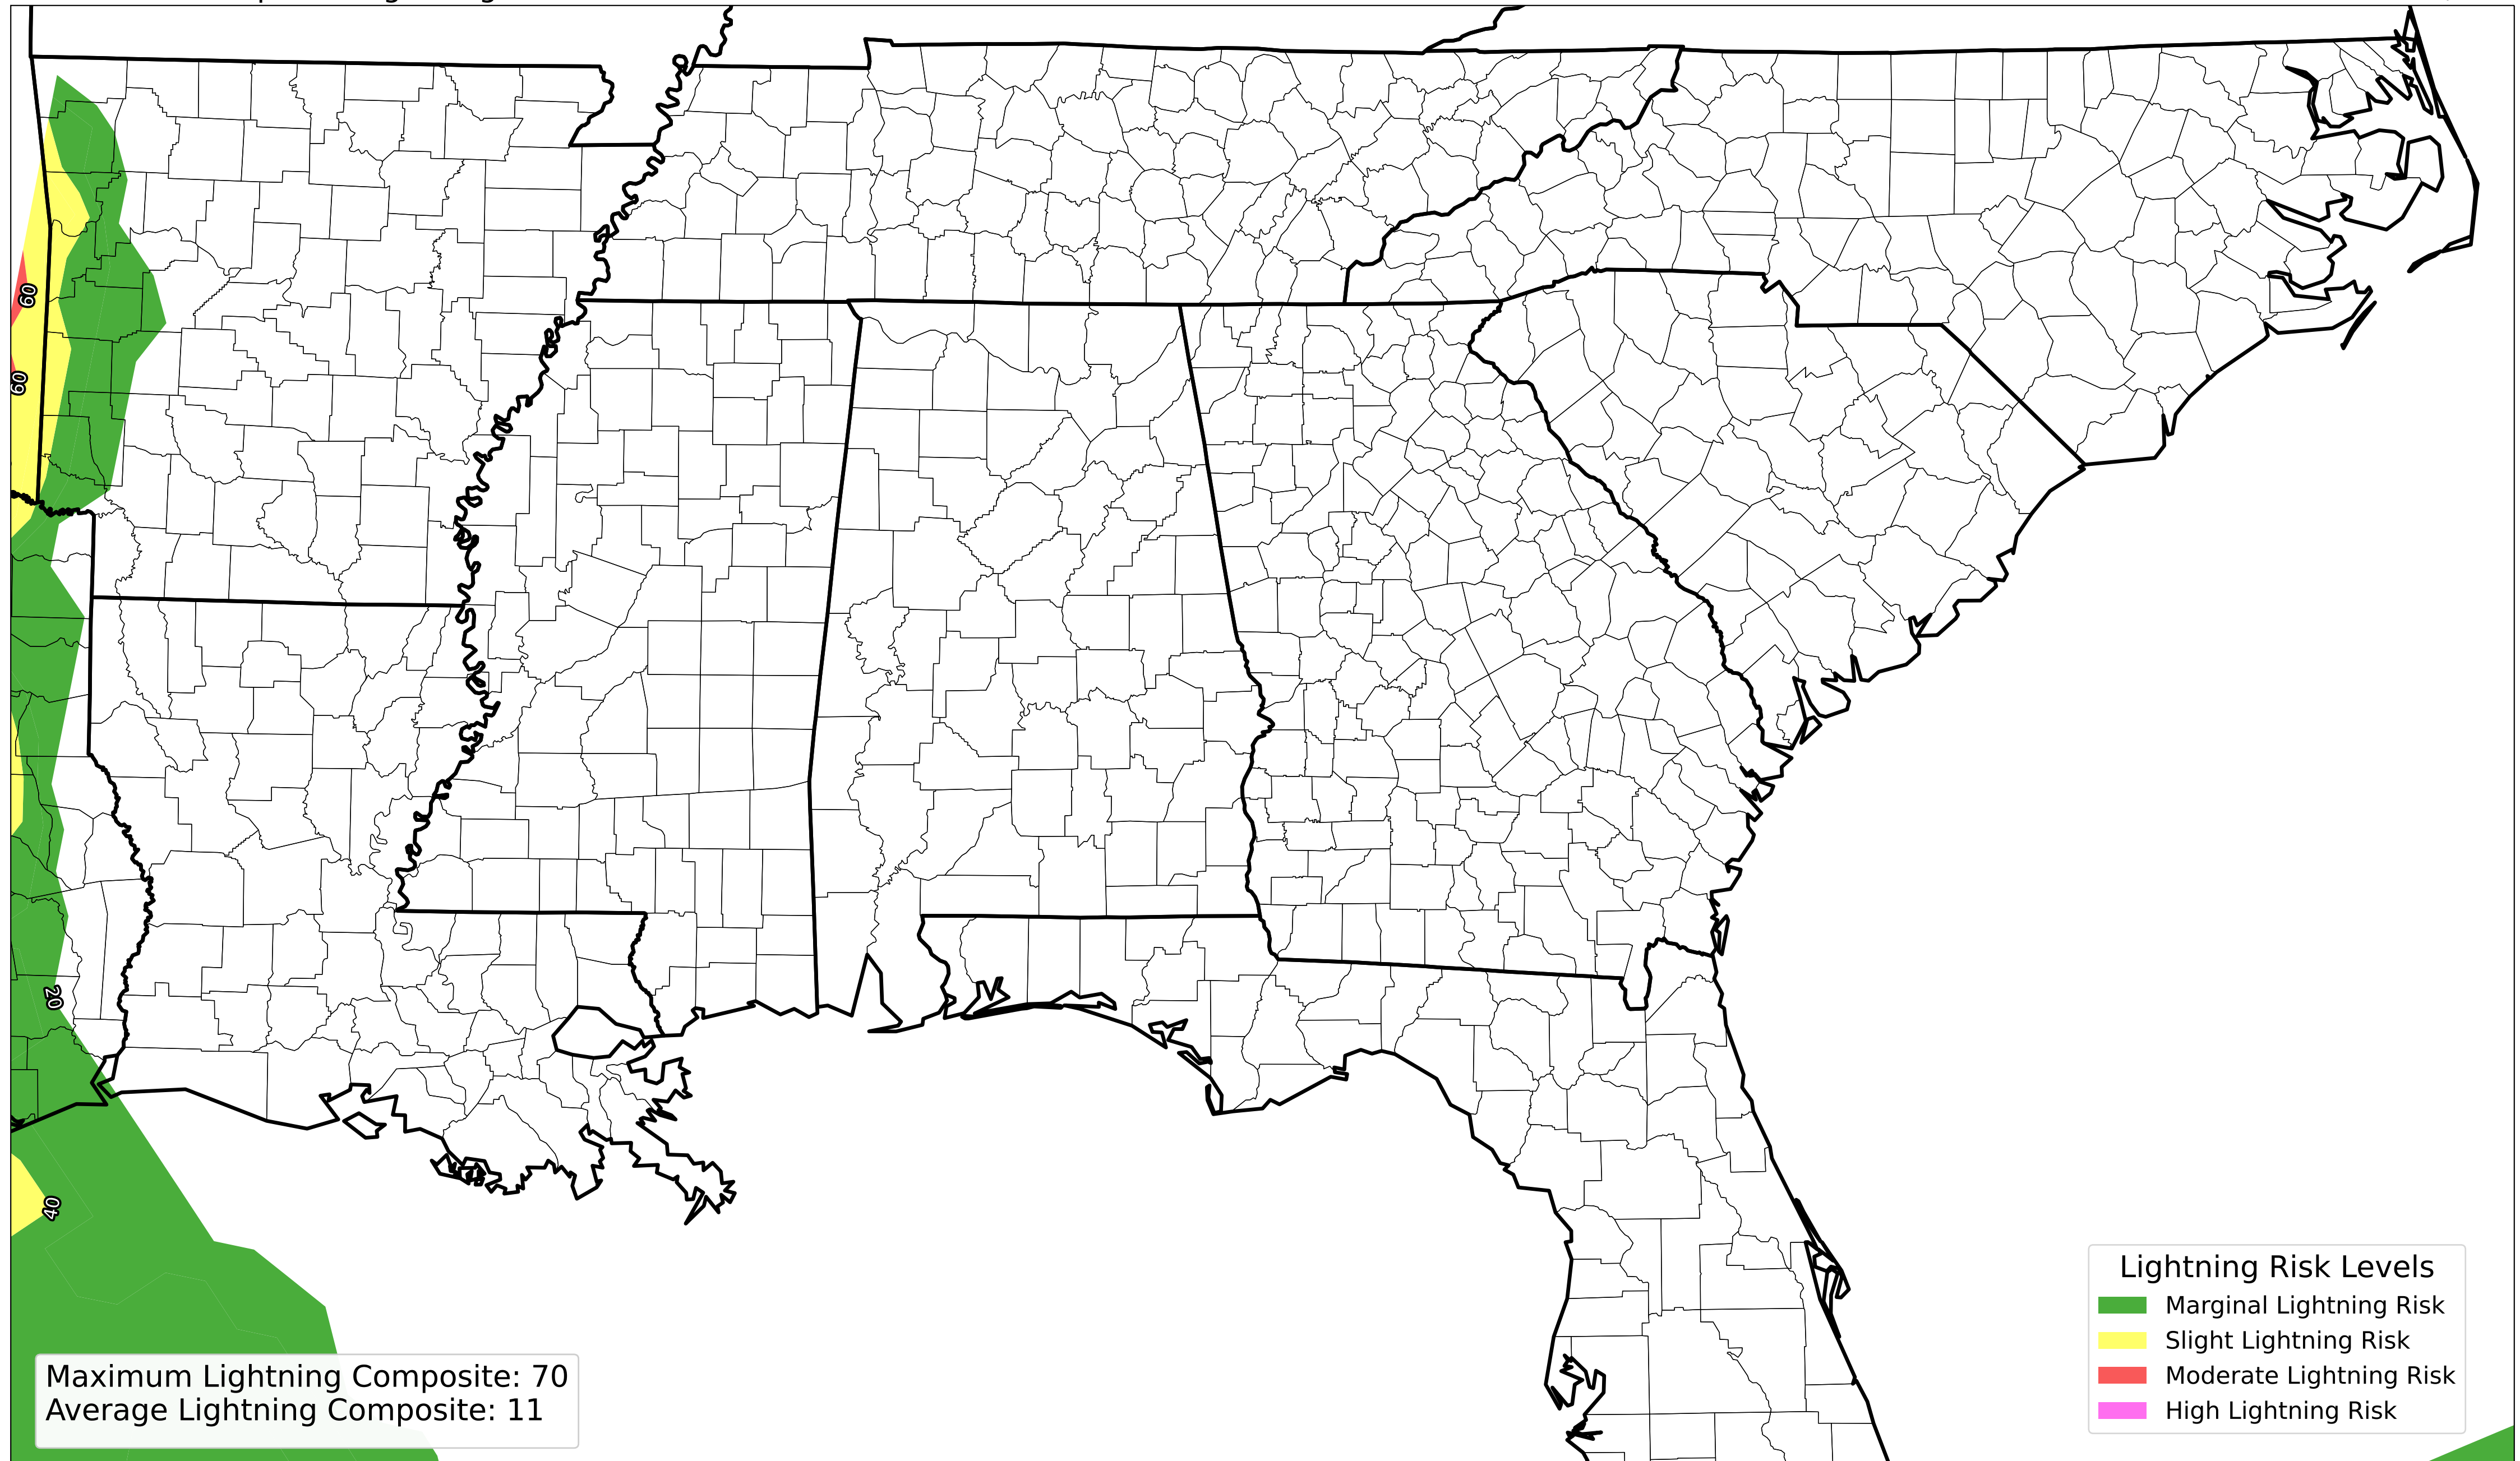 60
60
20
40
Maximum Lightning Composite: 70
Average Lightning Composite: 11
Lightning Risk Levels
Marginal Lightning Risk
Slight Lightning Risk
Moderate Lightning Risk
High Lightning Risk